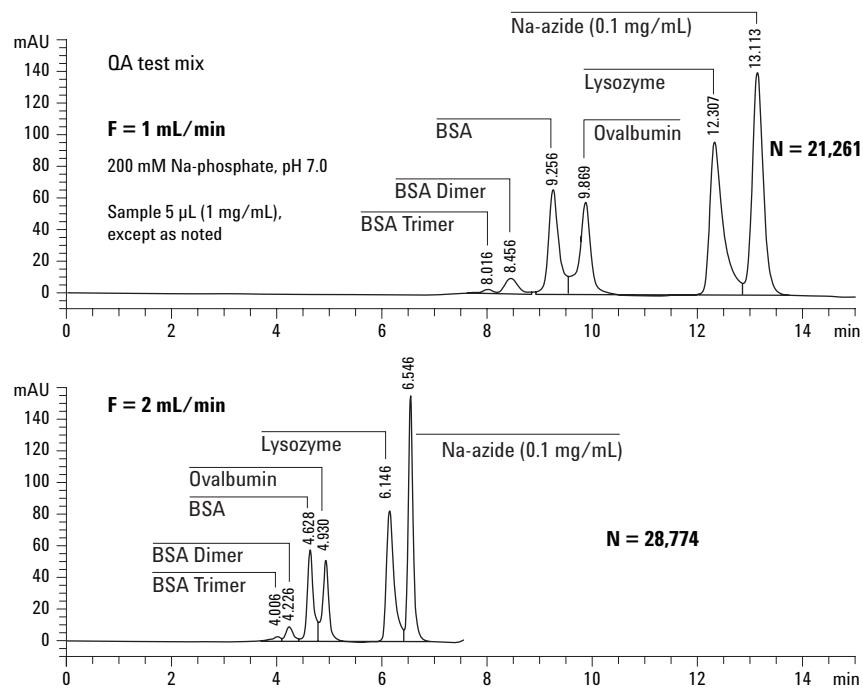 Na-azide (0.1 mg/mL)
mAU
140
120
100
80
60
40
20
0
QA test mix
F = 1 mL/min
200 mM Na-phosphate, pH 7.0
Sample 5 µL (1 mg/mL),
except as noted
BSA Trimer
8.016
BSA Dimer
8.456
BSA
9.256
Ovalbumin
9.869
Lysozyme
12.307
13.113
N = 21,261
0 2 4 6 8 10 12 14 min
mAU
140
120
100
80
60
40
20
0
F = 2 mL/min
BSA Trimer
4.006
BSA Dimer
4.226
BSA
4.628
Ovalbumin
4.930
Lysozyme
6.146
6.546
Na-azide (0.1 mg/mL)
N = 28,774
0 2 4 6 8 10 12 14 min